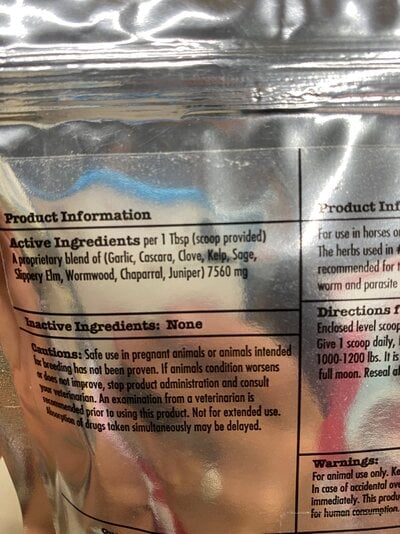 Product Information
Active Ingredients per 1 Tbsp (scoop provided)
A proprietary blend of (Garlic, Cascara, Clove, Kelp, Sage,
Slippery Elm, Wormwood, Chaparral, Juniper) 7560 mg
Inactive Ingredients: None
Cautions: Safe use in pregnant animals or animals intended
for breeding has not been proven. If animals condition worsens
or does not improve, stop product administration and consult
your veterinarian. An examination from a veterinarian is
recommended prior to using this product. Not for extended use.
Absorption of drugs taken simultaneously may be delayed.
Product Inf
For use in horses o
The herbs used in
recommended for t
worm and parasite
Directions f
Enclosed level scoop
Give 1 scoop daily,
1000-1200 lbs. It is
full moon. Reseal
Warnings:
For animal use only. Ke
In case of accidental ove
immediately. This produ
for human consumption.